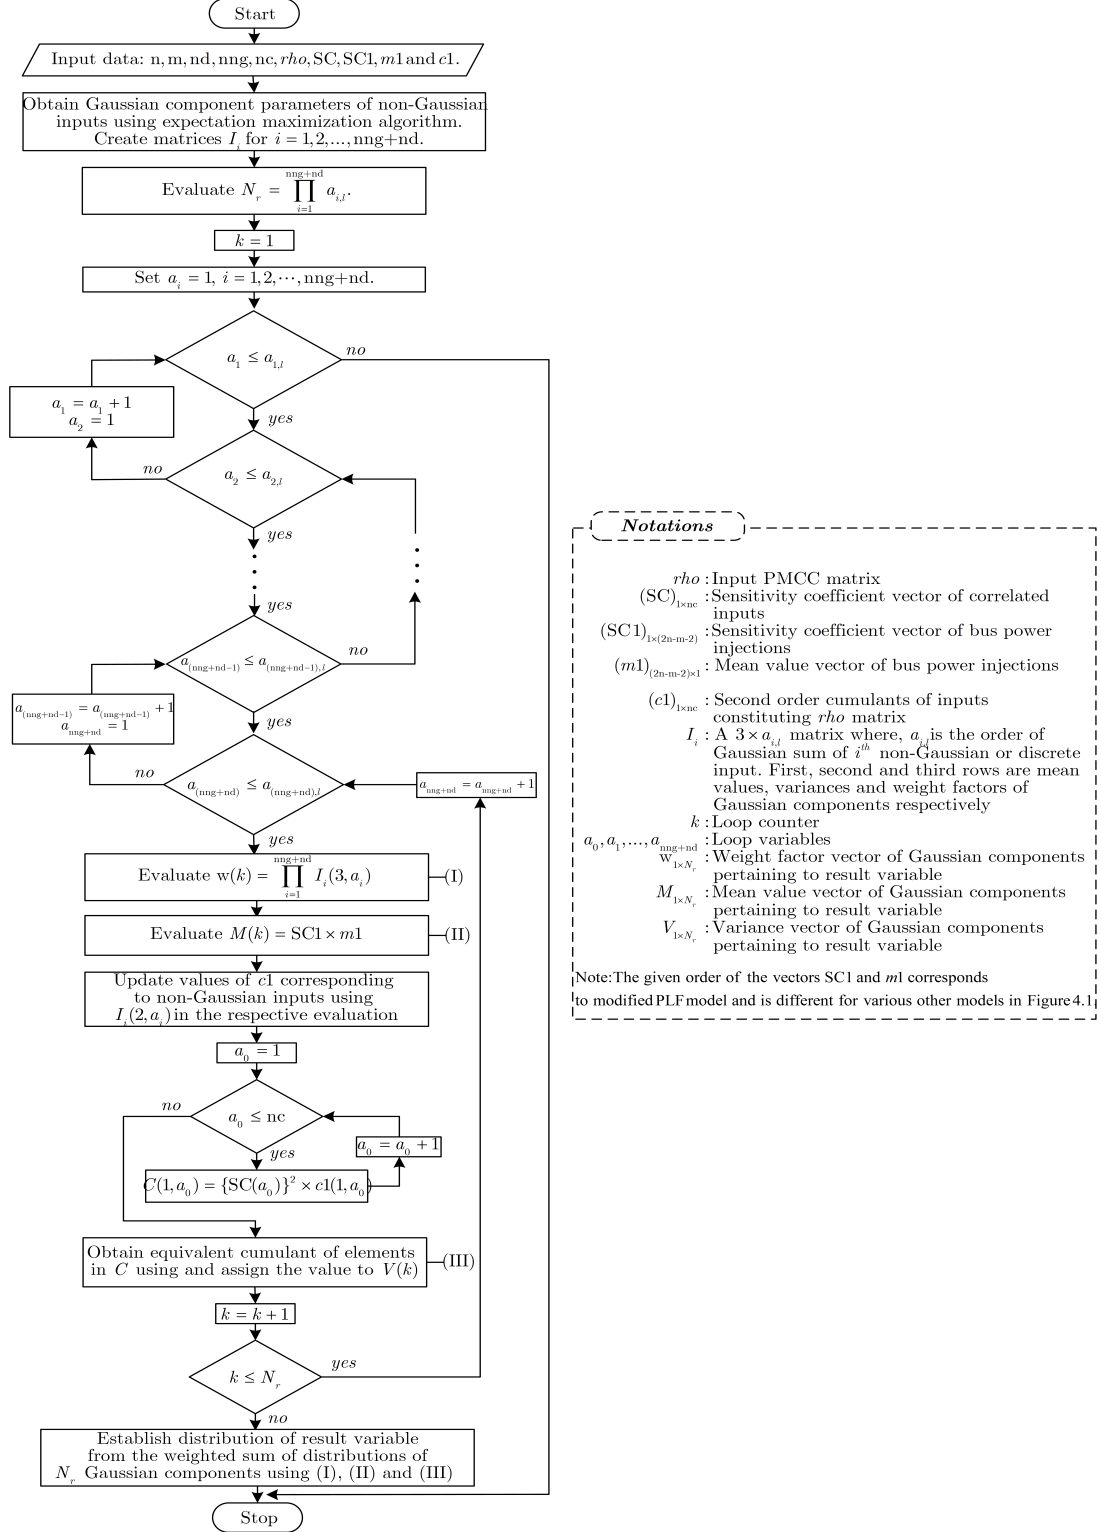 Start
Input data: n, m, nd, nng, nc, rho, SC, SC1, m1 and c1.
Obtain Gaussian component parameters of non-Gaussian
inputs using expectation maximization algorithm.
Create matrices I_i for i = 1,2,...,nng+nd.
Evaluate N_r = ∏_{i=1}^{nng+nd} a_{i,l}.
k = 1
Set a_i = 1, i = 1,2,⋯,nng+nd.
a_1 ≤ a_{1,l}
no
yes
a_1 = a_1 + 1
a_2 = 1
no
a_2 ≤ a_{2,l}
yes
yes
a_{(nng+nd-1)} ≤ a_{(nng+nd-1),l}
no
a_{(nng+nd-1)} = a_{(nng+nd-1)} + 1
a_{nng+nd} = 1
yes
no
a_{(nng+nd)} ≤ a_{(nng+nd),l}
a_{nng+nd} = a_{nng+nd} + 1
yes
Evaluate w(k) = ∏_{i=1}^{nng+nd} I_i(3, a_i)
(I)
Evaluate M(k) = SC1 × m1
(II)
Update values of c1 corresponding
to non-Gaussian inputs using
I_i(2, a_i) in the respective evaluation
a_0 = 1
no
a_0 ≤ nc
yes
a_0 = a_0 + 1
C(1, a_0) = {SC(a_0)}^2 × c1(1, a_0)
Obtain equivalent cumulant of elements
in C using and assign the value to V(k)
(III)
k = k + 1
k ≤ N_r
yes
no
Establish distribution of result variable
from the weighted sum of distributions of
N_r Gaussian components using (I), (II) and (III)
Stop
Notations
rho : Input PMCC matrix
(SC)_{1×nc} : Sensitivity coefficient vector of correlated
inputs
(SC1)_{1×(2n-m-2)} : Sensitivity coefficient vector of bus power
injections
(m1)_{(2n-m-2)×1} : Mean value vector of bus power injections
(c1)_{1×nc} : Second order cumulants of inputs
constituting rho matrix
I_i : A 3 × a_{i,l} matrix where, a_{i,l} is the order of
Gaussian sum of i^{th} non-Gaussian or discrete
input. First, second and third rows are mean
values, variances and weight factors of
Gaussian components respectively
k : Loop counter
a_0, a_1, ..., a_{nng+nd} : Loop variables
w_{1×N_r} : Weight factor vector of Gaussian components
pertaining to result variable
M_{1×N_r} : Mean value vector of Gaussian components
pertaining to result variable
V_{1×N_r} : Variance vector of Gaussian components
pertaining to result variable
Note:The given order of the vectors SC1 and m1 corresponds
to modified PLF model and is different for various other models in Figure 4.1.